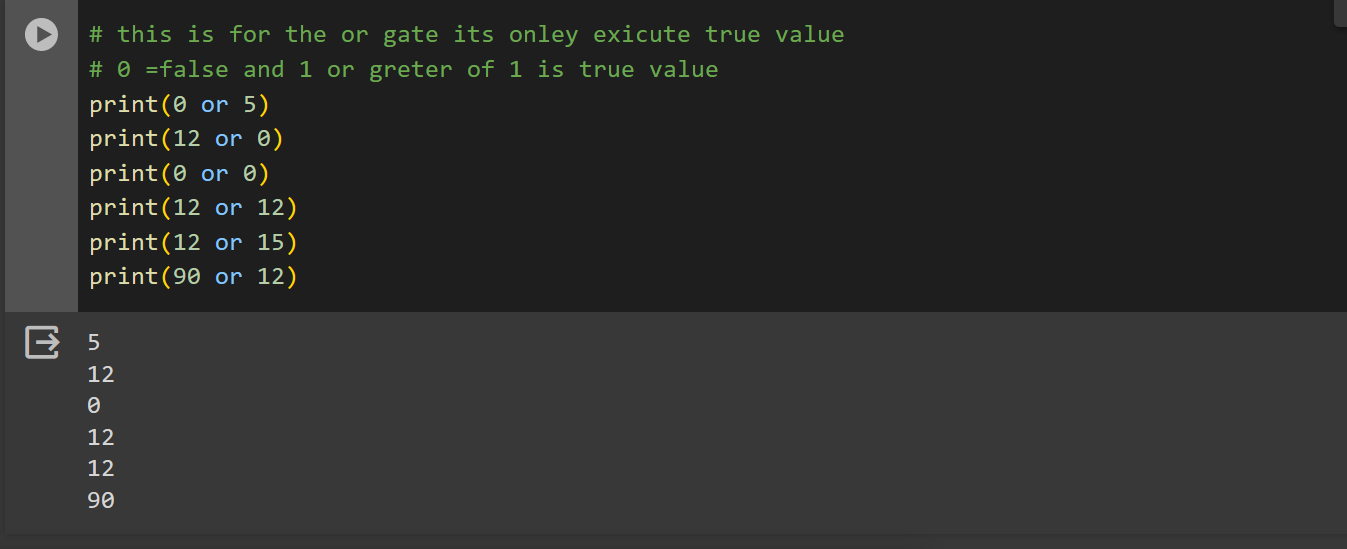 # this is for the or gate its onley exicute true value
# 0 =false and 1 or greter of 1 is true value
print(0 or 5)
print(12 or 0)
print(0 or 0)
print(12 or 12)
print(12 or 15)
print(90 or 12)
5
12
0
12
12
90